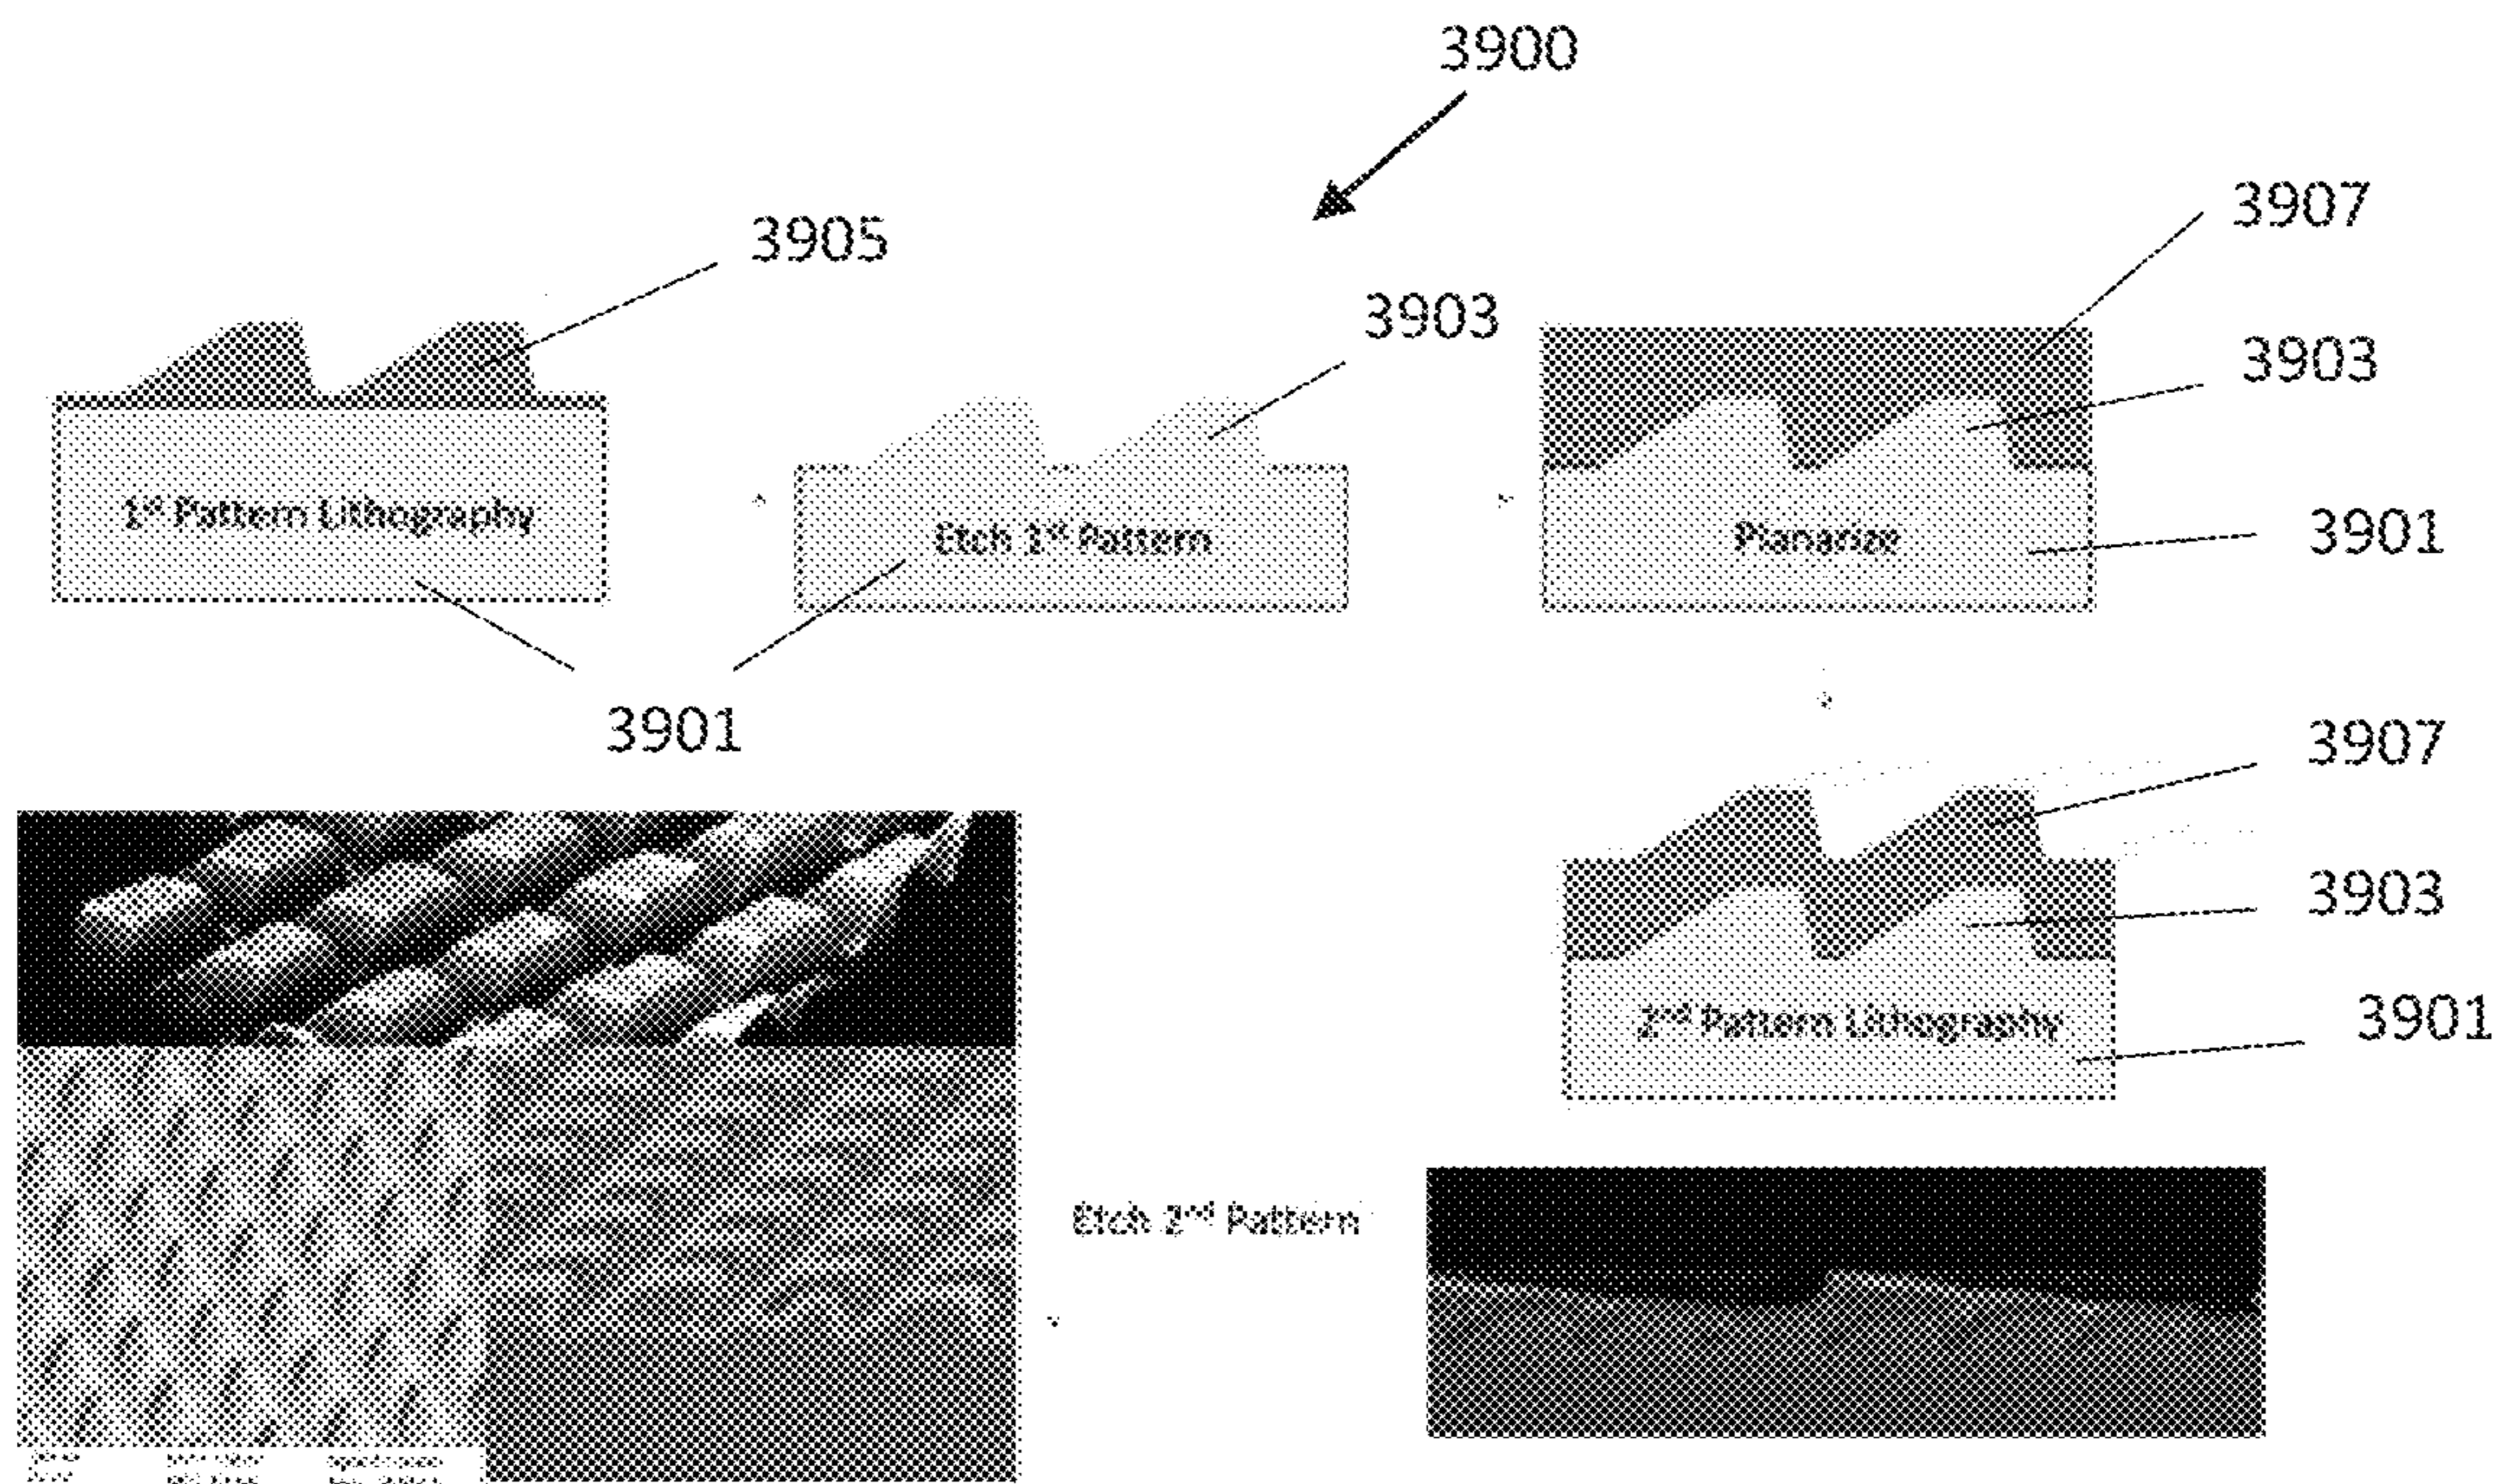 3900
3905
3907
3903
3903
1st Pattern Lithography
Etch 1st Pattern
Planarize
3901
3901
3907
3903
2nd Pattern Lithography
3901
Etch 2nd Pattern